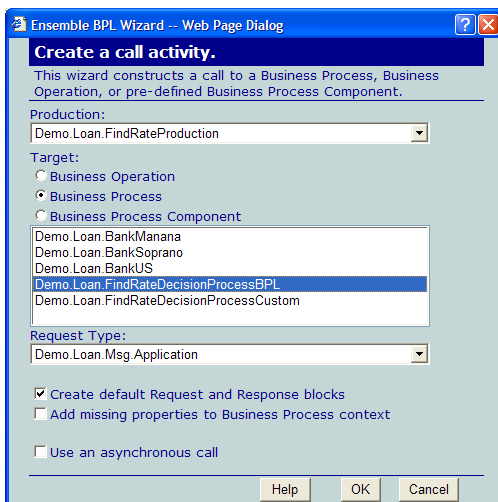 Ensemble BPL Wizard -- Web Page Dialog
Create a call activity.
This wizard constructs a call to a Business Process, Business
Operation, or pre-defined Business Process Component.
Production:
Demo.Loan.FindRateProduction
Target:
Business Operation
Business Process
Business Process Component
Demo.Loan.BankManana
Demo.Loan.BankSoprano
Demo.Loan.BankUS
Demo.Loan.FindRateDecisionProcessBPL
Demo.Loan.FindRateDecisionProcessCustom
Request Type:
Demo.Loan.Msg.Application
Create default Request and Response blocks
Add missing properties to Business Process context
Use an asynchronous call
Help OK Cancel